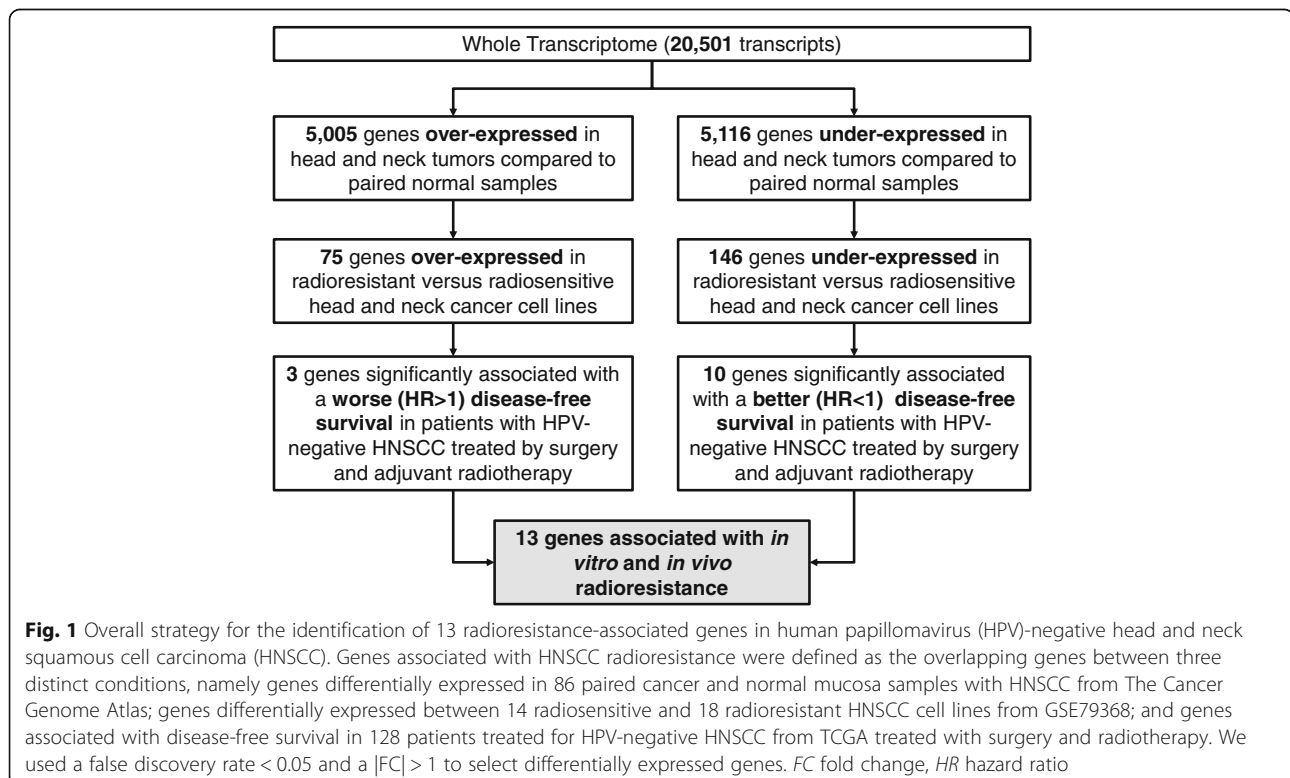 Whole Transcriptome (20,501 transcripts)
5,005 genes over-expressed in
head and neck tumors compared to
paired normal samples
5,116 genes under-expressed in
head and neck tumors compared to
paired normal samples
75 genes over-expressed in
radioresistant versus radiosensitive
head and neck cancer cell lines
146 genes under-expressed in
radioresistant versus radiosensitive
head and neck cancer cell lines
3 genes significantly associated with
a worse (HR>1) disease-free
survival in patients with HPV-
negative HNSCC treated by surgery
and adjuvant radiotherapy
10 genes significantly associated
with a better (HR<1) disease-free
survival in patients with HPV-
negative HNSCC treated by surgery
and adjuvant radiotherapy
13 genes associated with in
vitro and in vivo
radioresistance
Fig. 1 Overall strategy for the identification of 13 radioresistance-associated genes in human papillomavirus (HPV)-negative head and neck
squamous cell carcinoma (HNSCC). Genes associated with HNSCC radioresistance were defined as the overlapping genes between three
distinct conditions, namely genes differentially expressed in 86 paired cancer and normal mucosa samples with HNSCC from The Cancer
Genome Atlas; genes differentially expressed between 14 radiosensitive and 18 radioresistant HNSCC cell lines from GSE79368; and genes
associated with disease-free survival in 128 patients treated for HPV-negative HNSCC from TCGA treated with surgery and radiotherapy. We
used a false discovery rate < 0.05 and a |FC| > 1 to select differentially expressed genes. FC fold change, HR hazard ratio